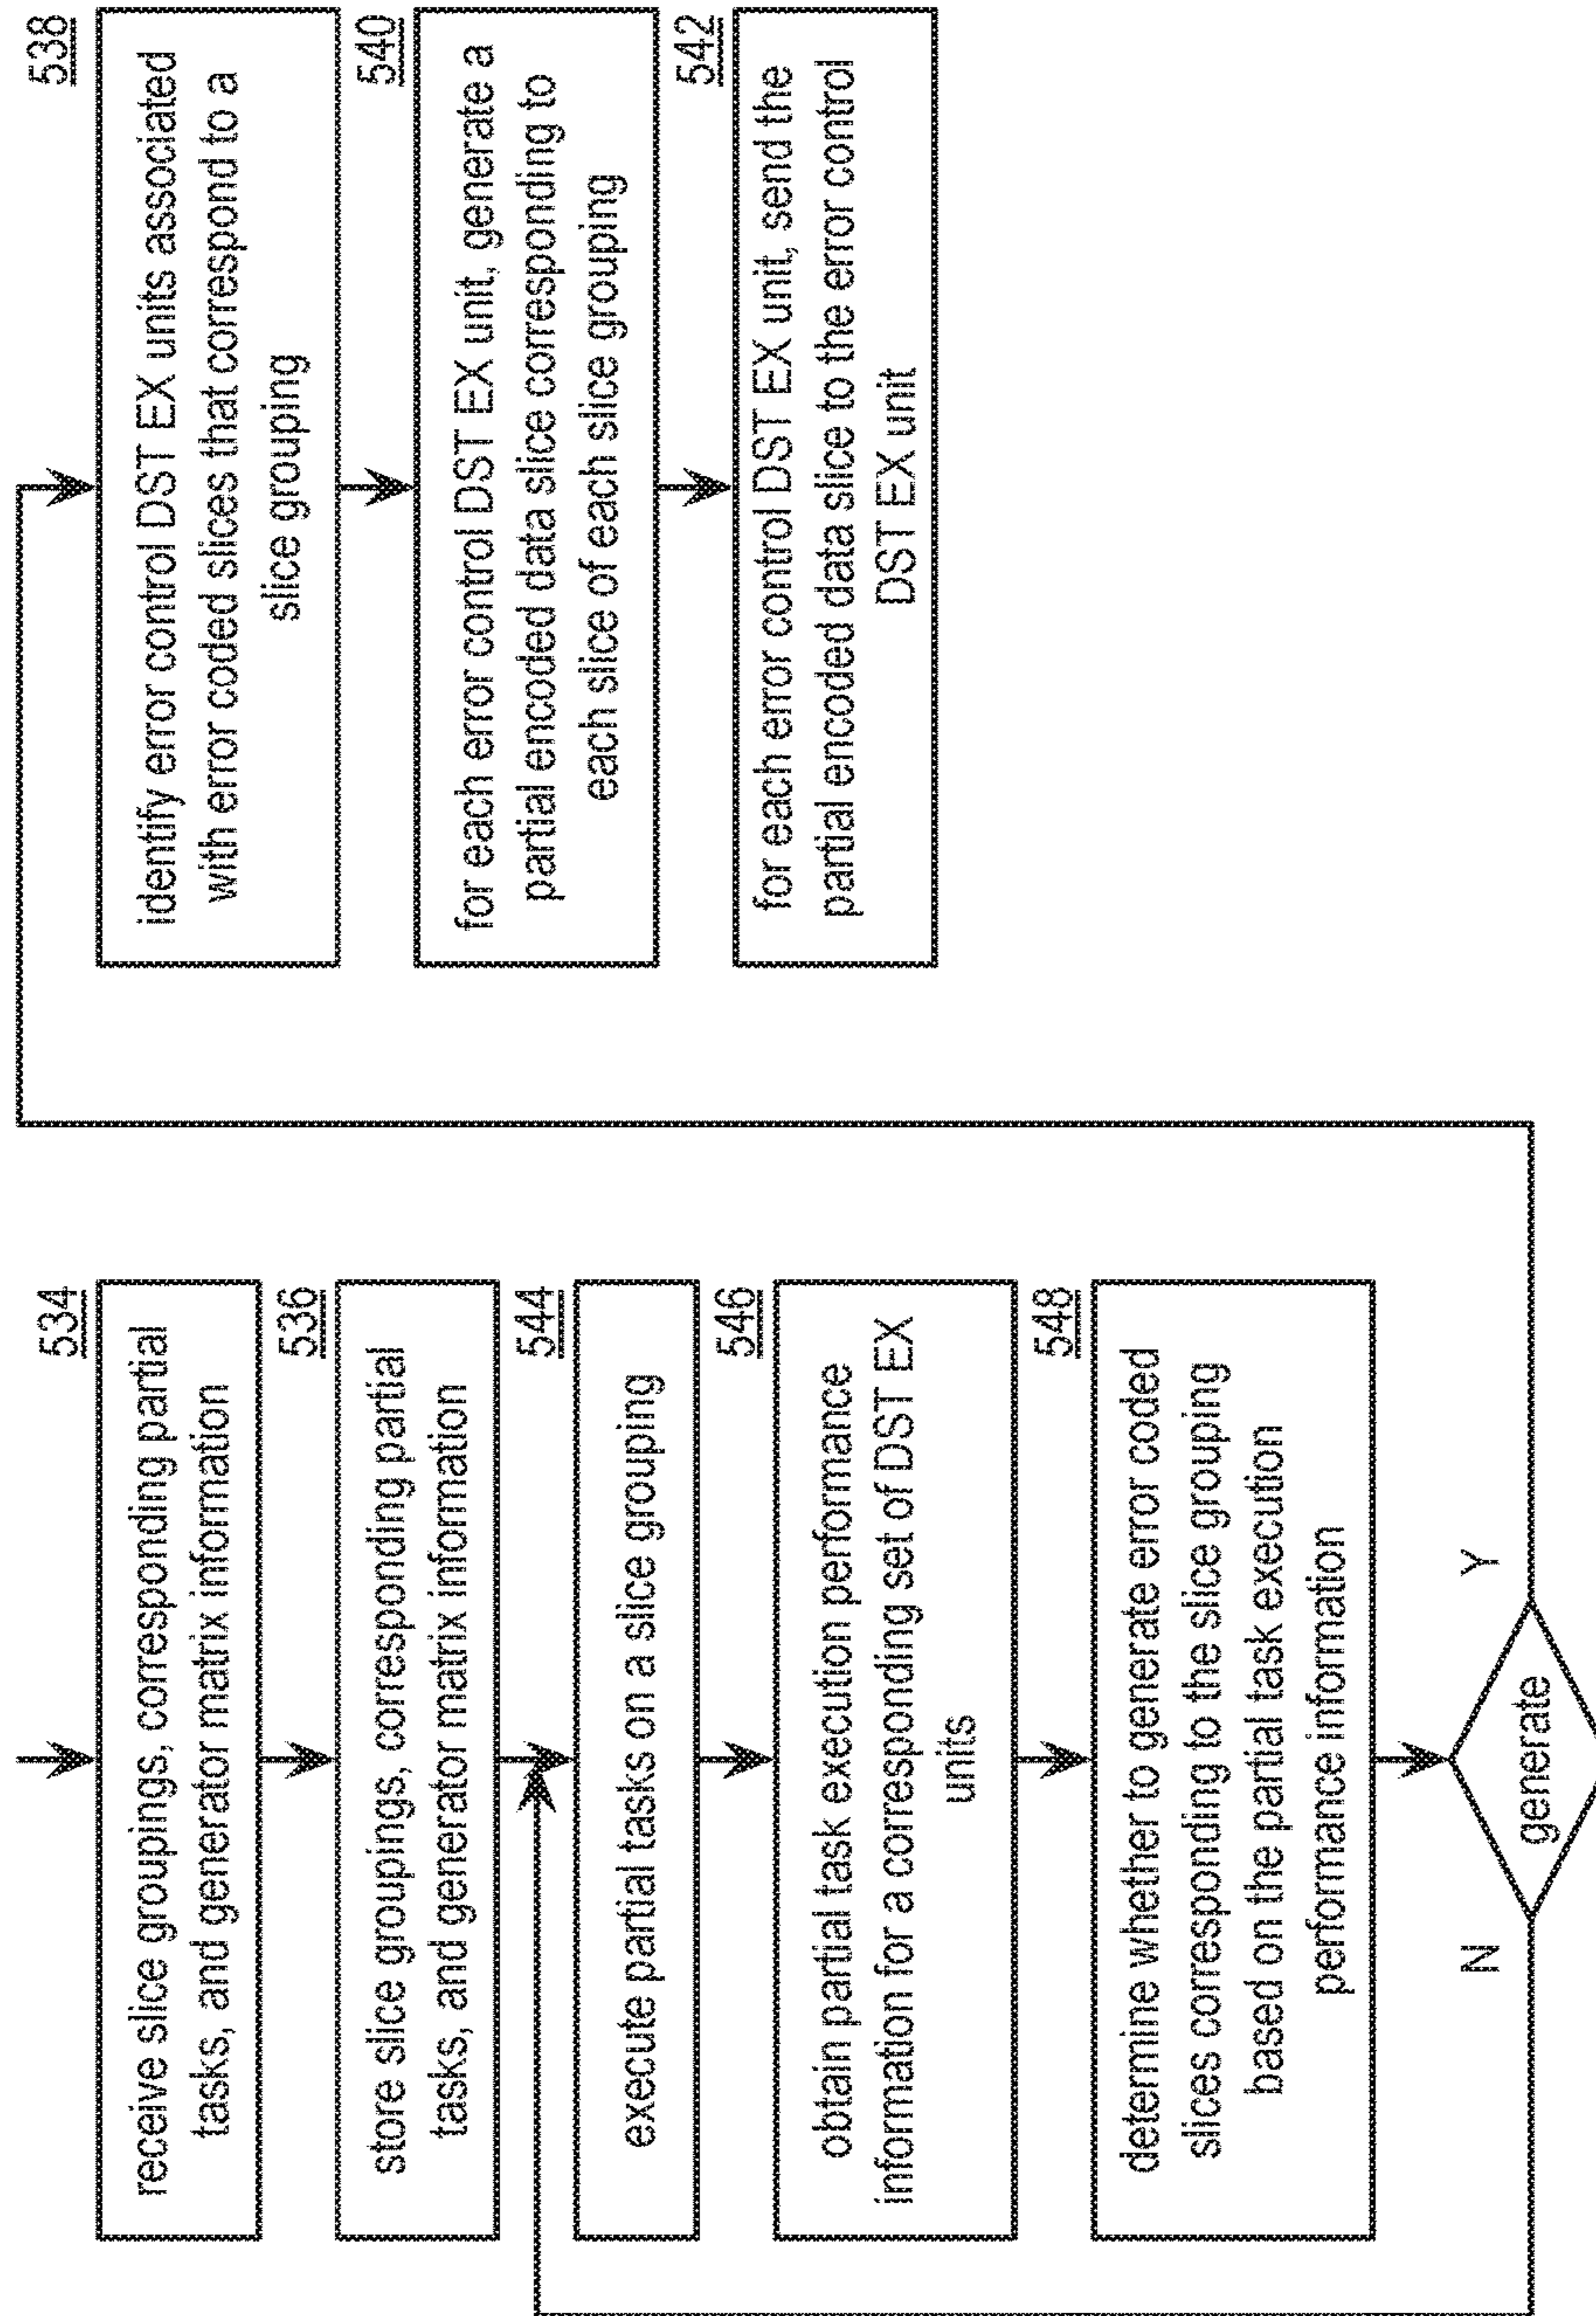 534
receive slice groupings, corresponding partial
tasks, and generator matrix information
536
store slice groupings, corresponding partial
tasks, and generator matrix information
544
execute partial tasks on a slice grouping
546
obtain partial task execution performance
information for a corresponding set of DST EX
units
548
determine whether to generate error coded
slices corresponding to the slice grouping
based on the partial task execution
performance information
N
generate
Y
538
identify error control DST EX units associated
with error coded slices that correspond to a
slice grouping
540
for each error control DST EX unit, generate a
partial encoded data slice corresponding to
each slice of each slice grouping
542
for each error control DST EX unit, send the
partial encoded data slice to the error control
DST EX unit